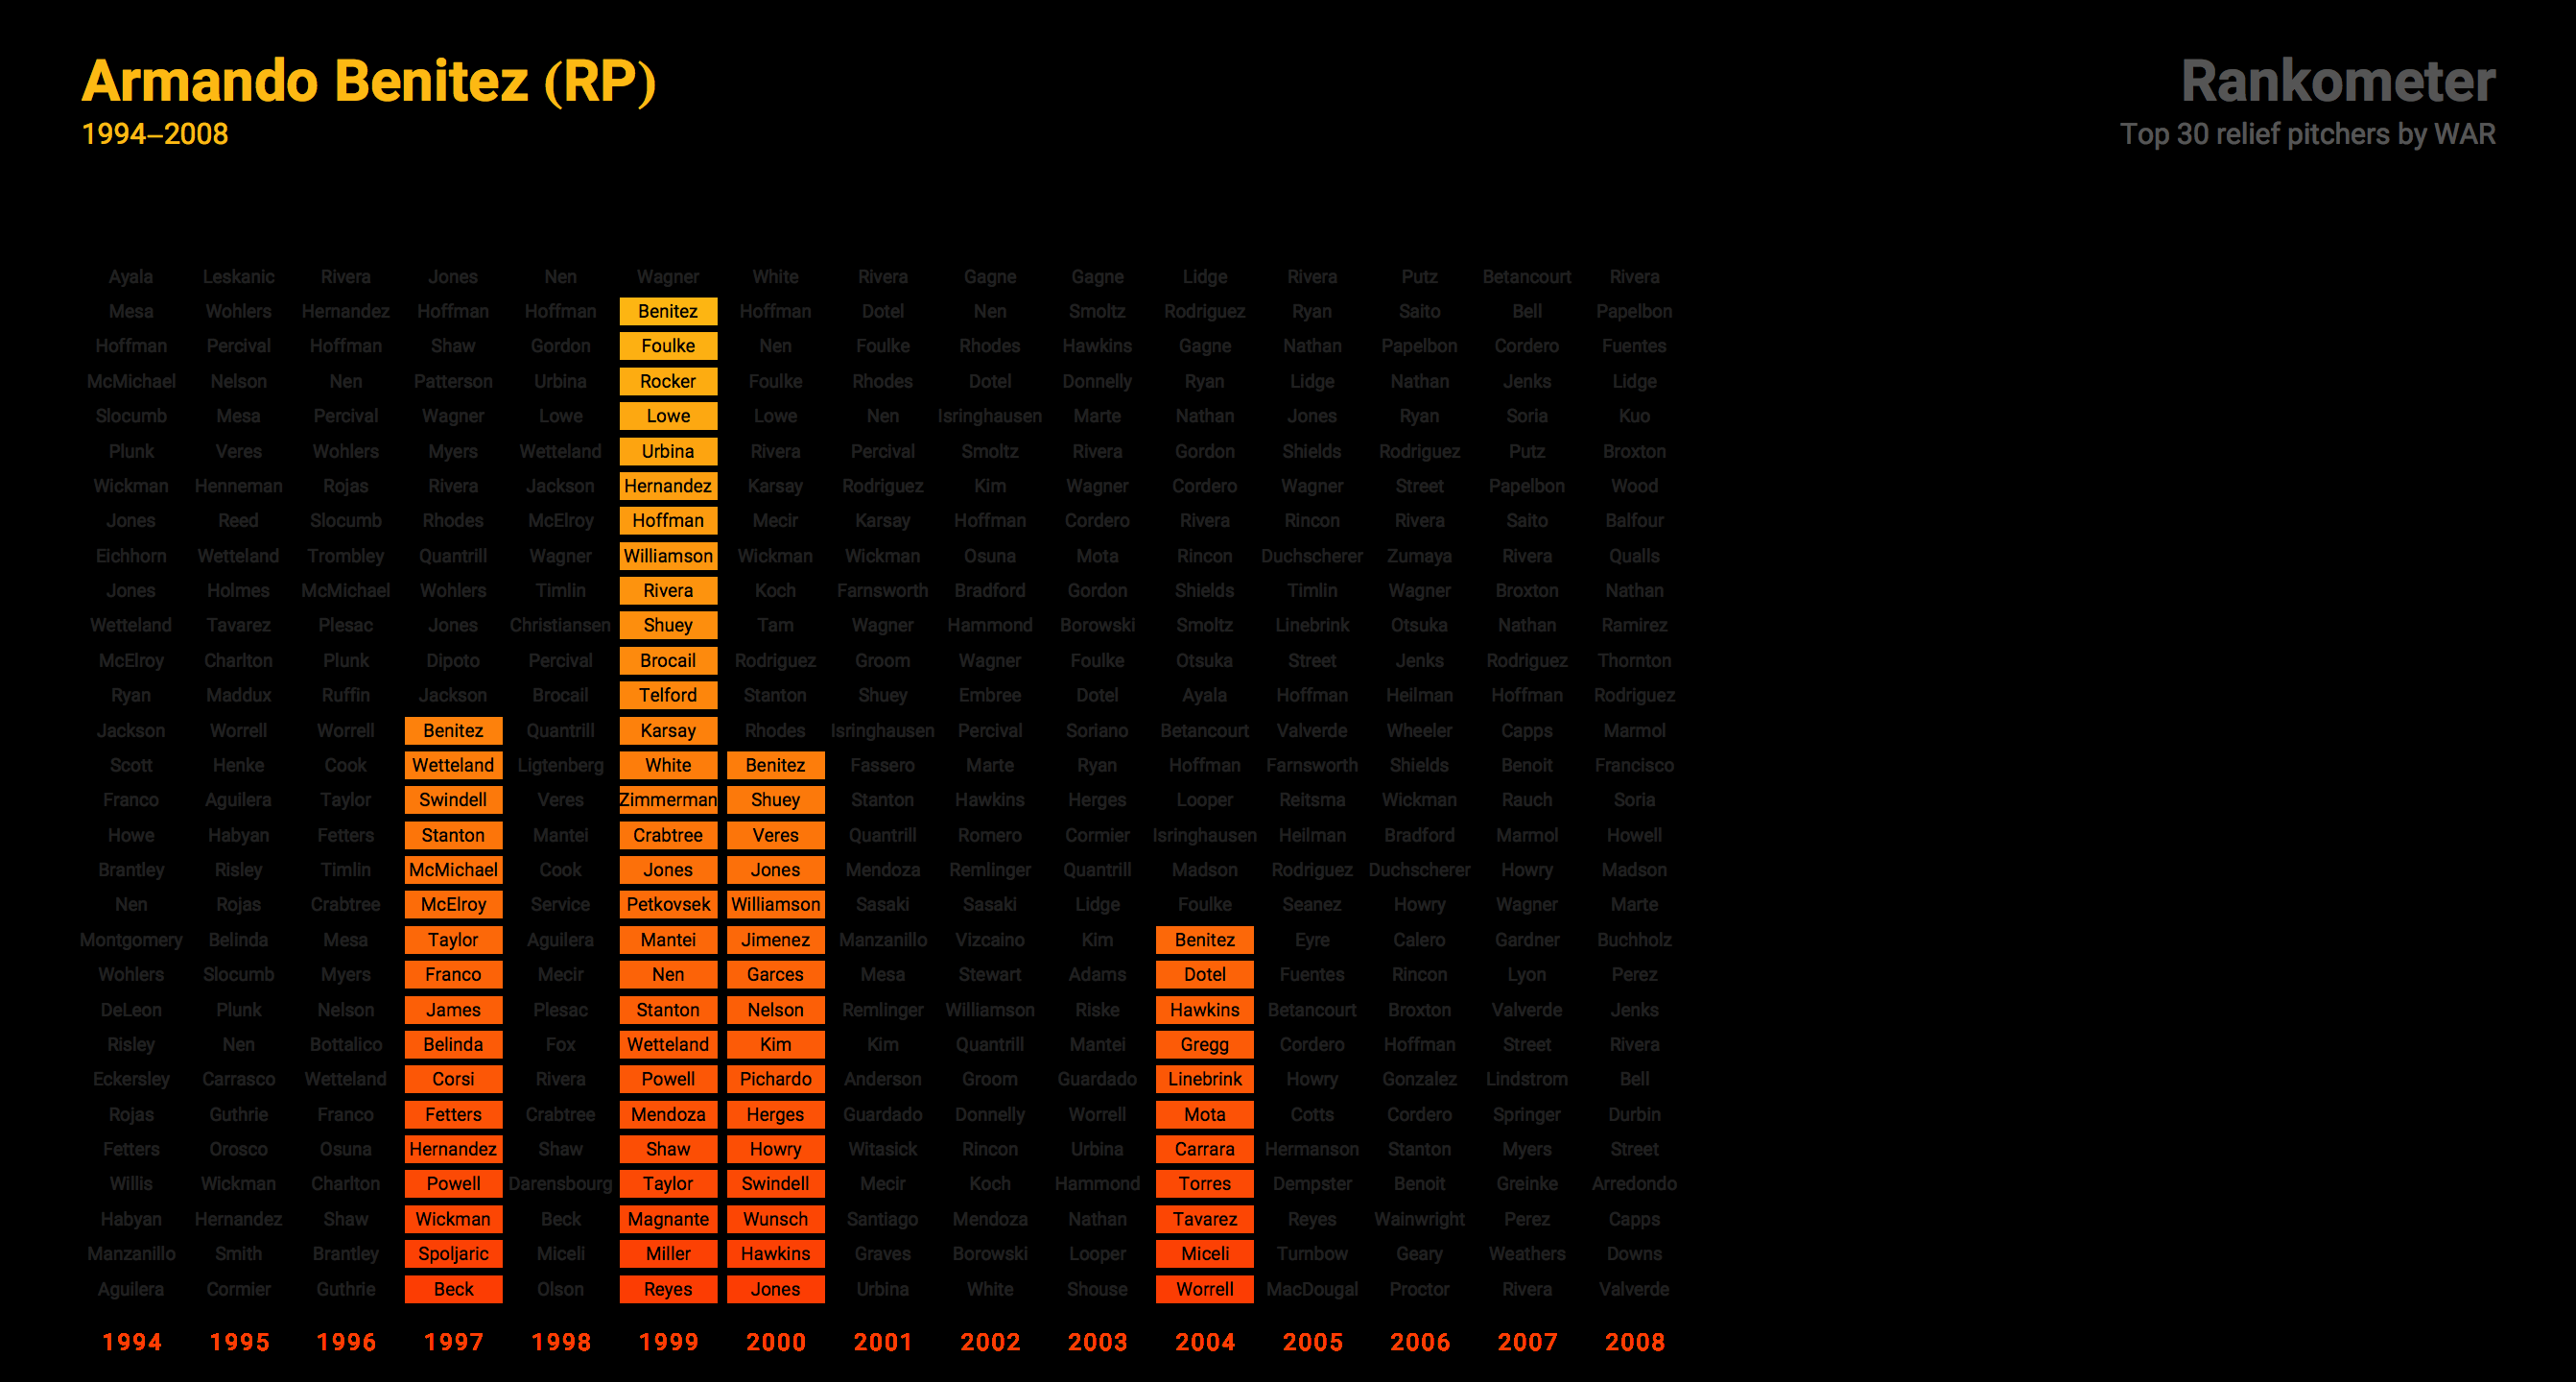 Armando Benitez (RP)
1994–2008
Rankometer
Top 30 relief pitchers by WAR
Ayala Leskanic Rivera Jones Nen Wagner White Rivera Gagne Gagne Lidge Rivera Putz Betancourt Rivera
Mesa Wohlers Hernandez Hoffman Hoffman Benitez Hoffman Dotel Nen Smoltz Rodriguez Ryan Saito Bell Papelbon
Hoffman Percival Hoffman Shaw Gordon Foulke Nen Foulke Rhodes Hawkins Gagne Nathan Papelbon Cordero Fuentes
McMichael Nelson Nen Patterson Urbina Rocker Foulke Rhodes Dotel Donnelly Ryan Lidge Nathan Jenks Lidge
Slocumb Mesa Percival Wagner Lowe Lowe Lowe Nen Isringhausen Marte Nathan Jones Ryan Soria Kuo
Plunk Veres Wohlers Myers Wetteland Urbina Rivera Percival Smoltz Rivera Gordon Shields Rodriguez Putz Broxton
Wickman Henneman Rojas Rivera Jackson Hernandez Karsay Rodriguez Kim Wagner Cordero Wagner Street Papelbon Wood
Jones Reed Slocumb Rhodes McElroy Hoffman Mecir Karsay Hoffman Cordero Rivera Rincon Rivera Saito Balfour
Eichhorn Wetteland Trombley Quantrill Wagner Williamson Wickman Wickman Osuna Mota Rincon Duchscherer Zumaya Rivera Qualls
Jones Holmes McMichael Wohlers Timlin Rivera Koch Farnsworth Bradford Gordon Shields Timlin Wagner Broxton Nathan
Wetteland Tavarez Plesac Jones Christiansen Shuey Tam Wagner Hammond Borowski Smoltz Linebrink Otsuka Nathan Ramirez
McElroy Charlton Plunk Dipoto Percival Brocail Rodriguez Groom Wagner Foulke Otsuka Street Jenks Rodriguez Thornton
Ryan Maddux Ruffin Jackson Brocail Telford Stanton Shuey Embree Dotel Ayala Hoffman Heilman Hoffman Rodriguez
Jackson Worrell Worrell Benitez Quantrill Karsay Rhodes Isringhausen Percival Soriano Betancourt Valverde Wheeler Capps Marmol
Scott Henke Cook Wetteland Ligtenberg White Benitez Fassero Marte Ryan Hoffman Farnsworth Shields Benoit Francisco
Franco Aguilera Taylor Swindell Veres Zimmerman Shuey Stanton Hawkins Herges Looper Reitsma Wickman Rauch Soria
Howe Habyan Fetters Stanton Mantei Crabtree Veres Quantrill Romero Cormier Isringhausen Heilman Bradford Marmol Howell
Brantley Risley Timlin McMichael Cook Jones Jones Mendoza Remlinger Quantrill Madson Rodriguez Duchscherer Howry Madson
Nen Rojas Crabtree McElroy Service Petkovsek Williamson Sasaki Sasaki Lidge Foulke Seanez Howry Wagner Marte
Montgomery Belinda Mesa Taylor Aguilera Mantei Jimenez Manzanillo Vizcaino Kim Benitez Eyre Calero Gardner Buchholz
Wohlers Slocumb Myers Franco Mecir Nen Garces Mesa Stewart Adams Dotel Fuentes Rincon Lyon Perez
DeLeon Plunk Nelson James Plesac Stanton Nelson Remlinger Williamson Riske Hawkins Betancourt Broxton Valverde Jenks
Risley Nen Bottalico Belinda Fox Wetteland Kim Kim Quantrill Mantei Gregg Cordero Hoffman Street Rivera
Eckersley Carrasco Wetteland Corsi Rivera Powell Pichardo Anderson Groom Guardado Linebrink Howry Gonzalez Lindstrom Bell
Rojas Guthrie Franco Fetters Crabtree Mendoza Herges Guardado Donnelly Worrell Mota Cotts Cordero Springer Durbin
Fetters Orosco Osuna Hernandez Shaw Shaw Howry Witasick Rincon Urbina Carrara Hermanson Stanton Myers Street
Willis Wickman Charlton Powell Darensbourg Taylor Swindell Mecir Koch Hammond Torres Dempster Benoit Greinke Arredondo
Habyan Hernandez Shaw Wickman Beck Magnante Wunsch Santiago Mendoza Nathan Tavarez Reyes Wainwright Perez Capps
Manzanillo Smith Brantley Spoljaric Miceli Miller Hawkins Graves Borowski Looper Miceli Turnbow Geary Weathers Downs
Aguilera Cormier Guthrie Beck Olson Reyes Jones Urbina White Shouse Worrell MacDougal Proctor Rivera Valverde
1994 1995 1996 1997 1998 1999 2000 2001 2002 2003 2004 2005 2006 2007 2008